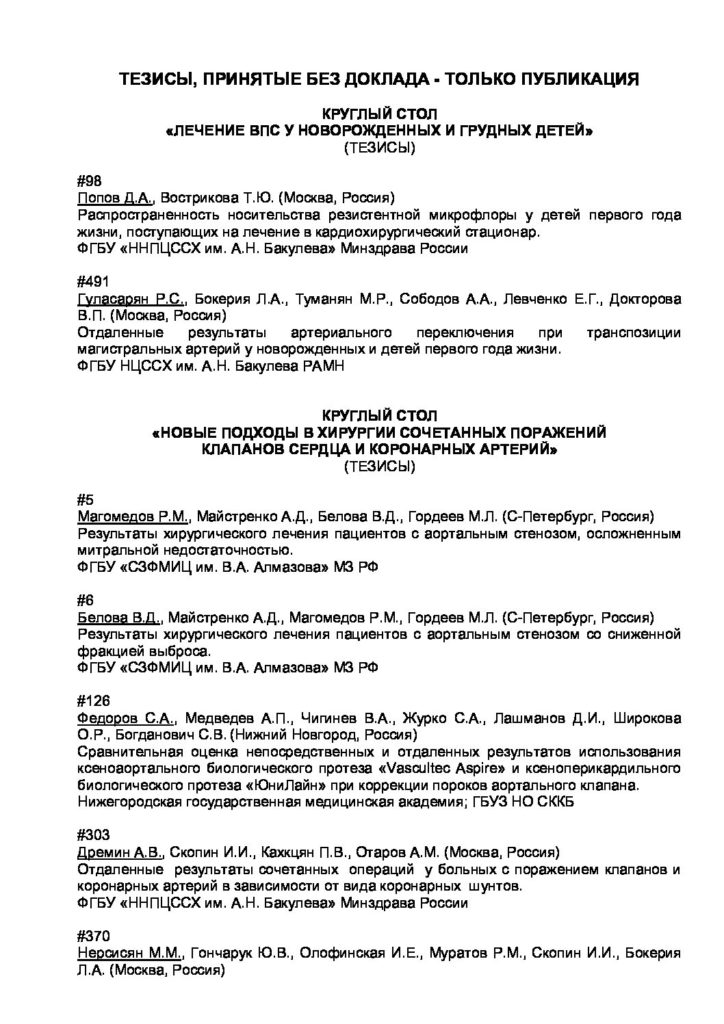 ТЕЗИСЫ, ПРИНЯТЫЕ БЕЗ ДОКЛАДА - ТОЛЬКО ПУБЛИКАЦИЯ
КРУГЛЫЙ СТОЛ
«ЛЕЧЕНИЕ ВПС У НОВОРОЖДЕННЫХ И ГРУДНЫХ ДЕТЕЙ»
(ТЕЗИСЫ)
#98
Попов Д.А., Вострикова Т.Ю. (Москва, Россия)
Распространенность носительства резистентной микрофлоры у детей первого года
жизни, поступающих на лечение в кардиохирургический стационар.
ФГБУ «ННПЦССХ им. А.Н. Бакулева» Минздрава России
#491
Гуласарян Р.С., Бокерия Л.А., Туманян М.Р., Сободов А.А., Левченко Е.Г., Докторова
В.П. (Москва, Россия)
Отдаленные результаты артериального переключения при транспозиции
магистральных артерий у новорожденных и детей первого года жизни.
ФГБУ НЦССХ им. А.Н. Бакулева РАМН
КРУГЛЫЙ СТОЛ
«НОВЫЕ ПОДХОДЫ В ХИРУРГИИ СОЧЕТАННЫХ ПОРАЖЕНИЙ
КЛАПАНОВ СЕРДЦА И КОРОНАРНЫХ АРТЕРИЙ»
(ТЕЗИСЫ)
#5
Магомедов Р.М., Майстренко А.Д., Белова В.Д., Гордеев М.Л. (С-Петербург, Россия)
Результаты хирургического лечения пациентов с аортальным стенозом, осложненным
митральной недостаточностью.
ФГБУ «СЗФМИЦ им. В.А. Алмазова» МЗ РФ
#6
Белова В.Д., Майстренко А.Д., Магомедов Р.М., Гордеев М.Л. (С-Петербург, Россия)
Результаты хирургического лечения пациентов с аортальным стенозом со сниженной
фракцией выброса.
ФГБУ «СЗФМИЦ им. В.А. Алмазова» МЗ РФ
#126
Федоров С.А., Медведев А.П., Чигинев В.А., Журко С.А., Лашманов Д.И., Широкова
О.Р., Богданович С.В. (Нижний Новгород, Россия)
Сравнительная оценка непосредственных и отдаленных результатов использования
ксеноаортального биологического протеза «Vascultec Aspire» и ксеноперикардильного
биологического протеза «ЮниЛайн» при коррекции пороков аортального клапана.
Нижегородская государственная медицинская академия; ГБУЗ НО СККБ
#303
Дремин А.В., Скопин И.И., Кахкцян П.В., Отаров А.М. (Москва, Россия)
Отдаленные результаты сочетанных операций у больных с поражением клапанов и
коронарных артерий в зависимости от вида коронарных шунтов.
ФГБУ «ННПЦССХ им. А.Н. Бакулева» Минздрава России
#370
Нерсисян М.М., Гончарук Ю.В., Олофинская И.Е., Муратов Р.М., Скопин И.И., Бокерия
Л.А. (Москва, Россия)